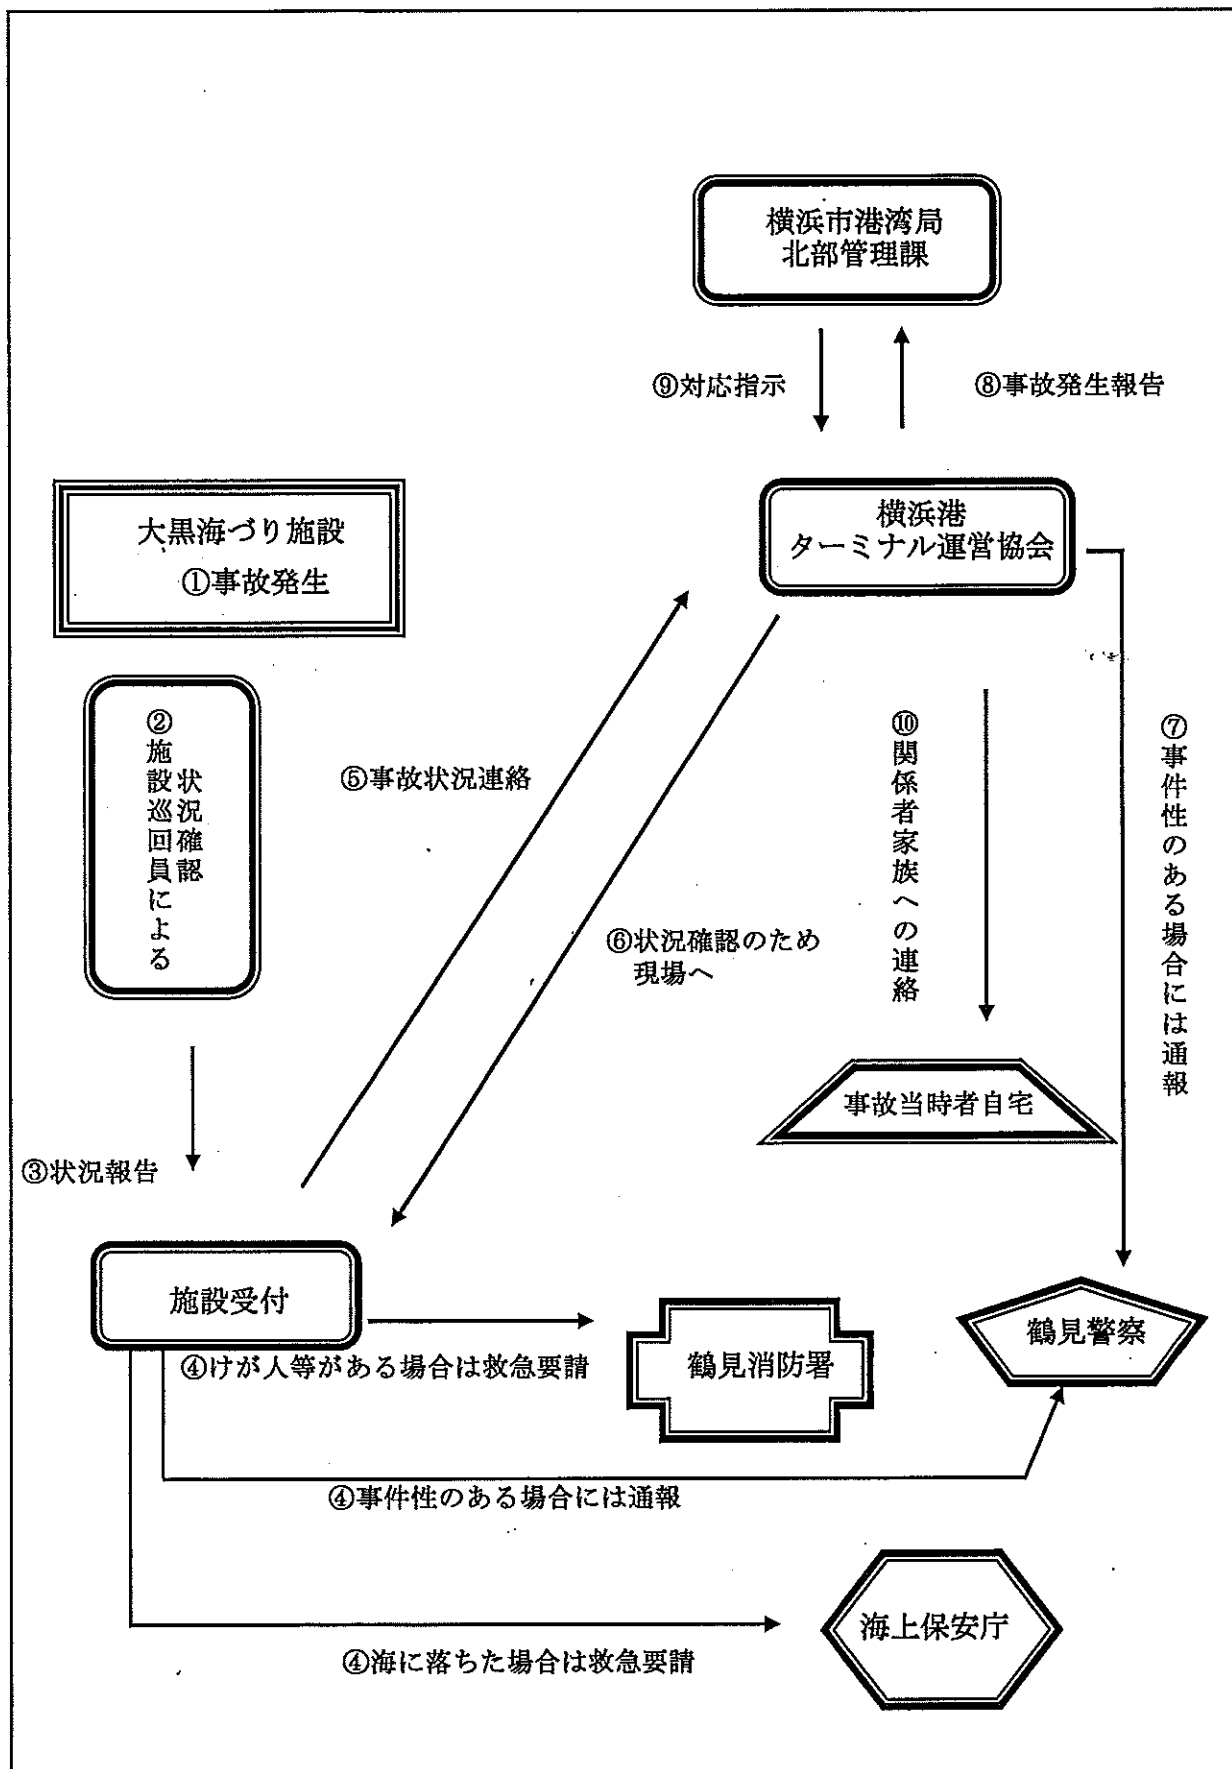 横浜市港湾局
北部管理課
⑨対応指示
⑧事故発生報告
大黒海づり施設
①事故発生
横浜港
ターミナル運営協会
②施設巡回員による
状況確認
⑤事故状況連絡
⑥状況確認のため
現場へ
⑩関係者家族への連絡
⑦事件性のある場合には通報
事故当時者自宅
③状況報告
施設受付
④けが人等がある場合は救急要請
鶴見消防署
鶴見警察
④事件性のある場合には通報
海上保安庁
④海に落ちた場合は救急要請